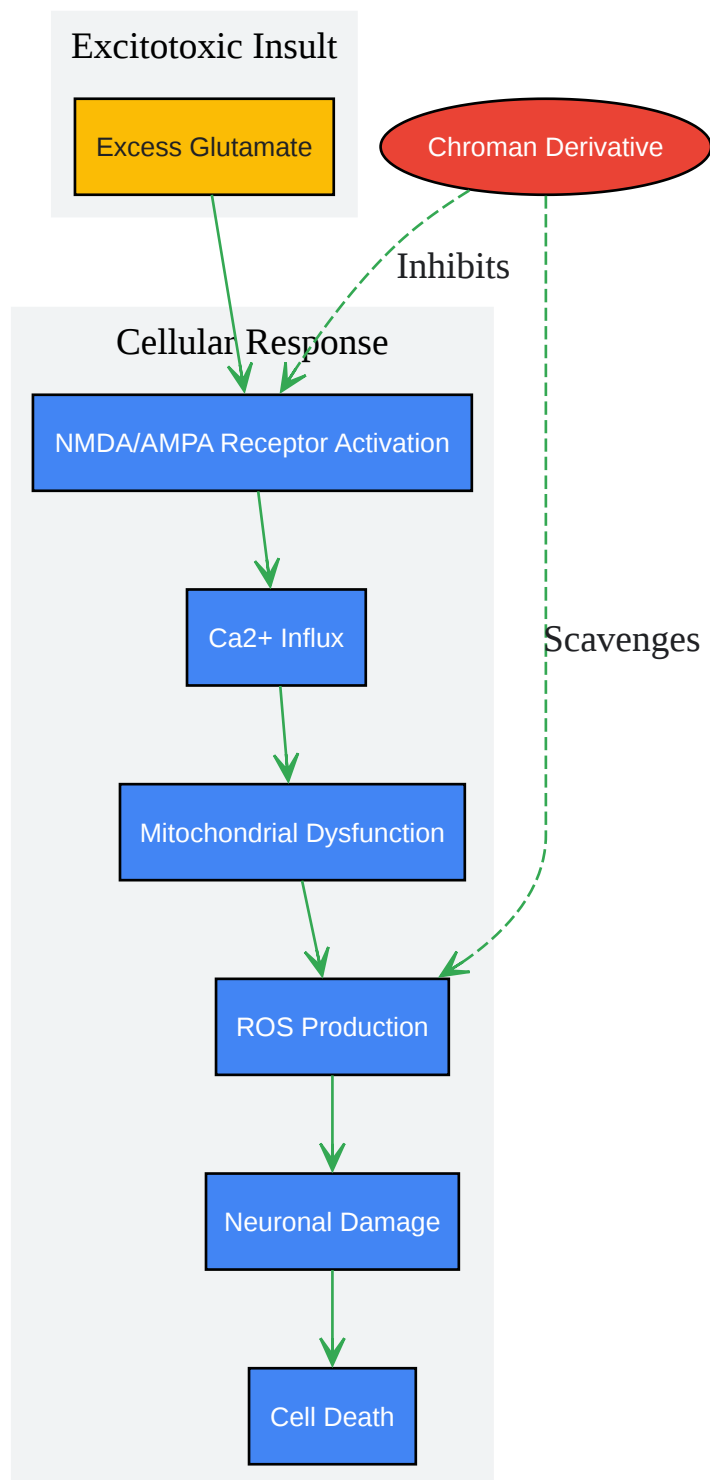 Excitotoxic Insult
Excess Glutamate
Chroman Derivative
Inhibits
Cellular Response
NMDA/AMPA Receptor Activation
Ca2+ Influx
Scavenges
Mitochondrial Dysfunction
ROS Production
Neuronal Damage
Cell Death